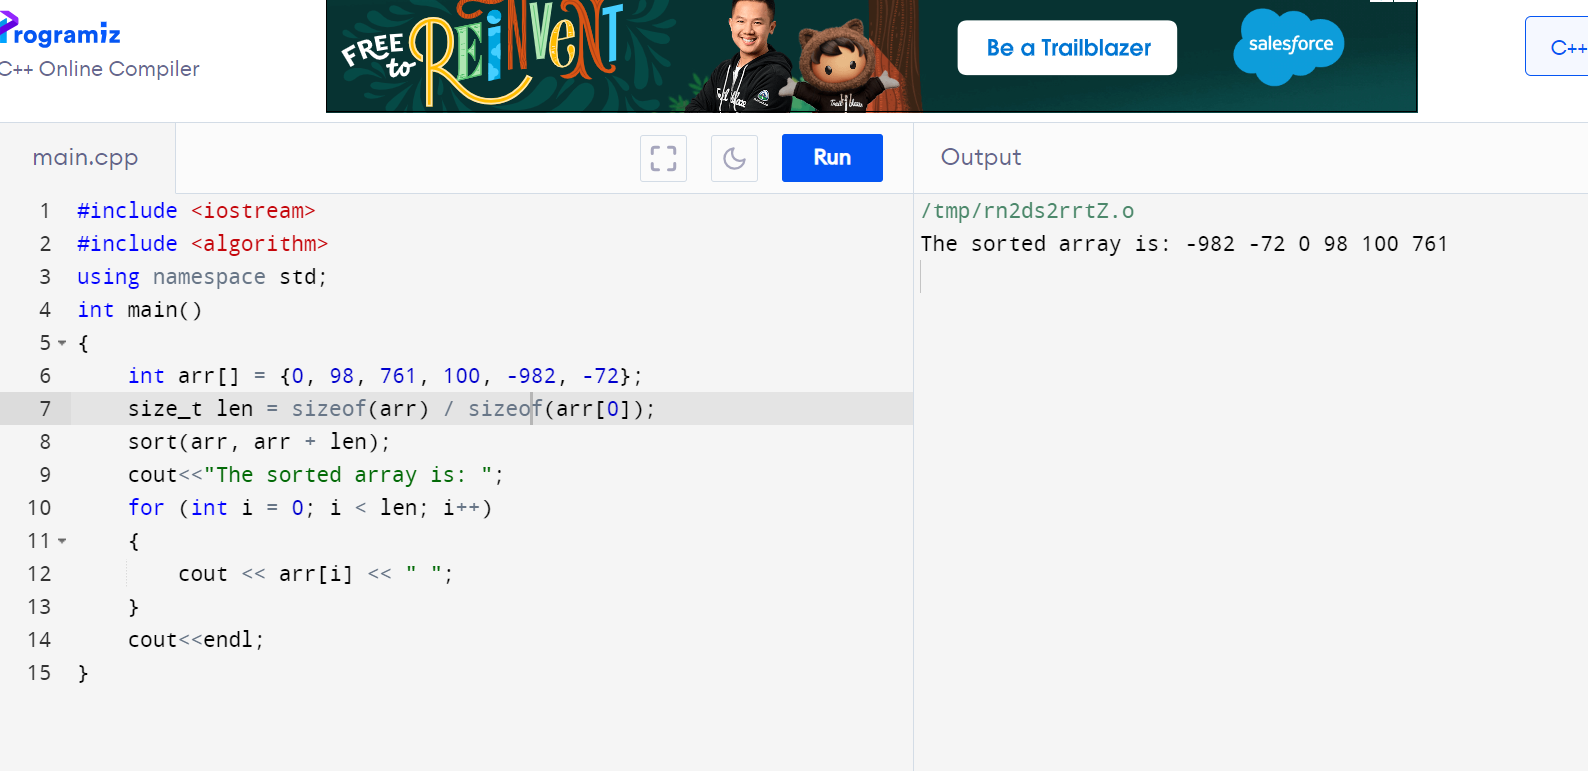 Programiz
C++ Online Compiler
FREE to REINVENT
Be a Trailblazer
salesforce
C++
main.cpp
Run
Output
1 #include <iostream>
2 #include <algorithm>
3 using namespace std;
4 int main()
5 {
6     int arr[] = {0, 98, 761, 100, -982, -72};
7     size_t len = sizeof(arr) / sizeof(arr[0]);
8     sort(arr, arr + len);
9     cout<<"The sorted array is: ";
10     for (int i = 0; i < len; i++)
11     {
12         cout << arr[i] << " ";
13     }
14     cout<<endl;
15 }
/tmp/rn2ds2rrtZ.o
The sorted array is: -982 -72 0 98 100 761